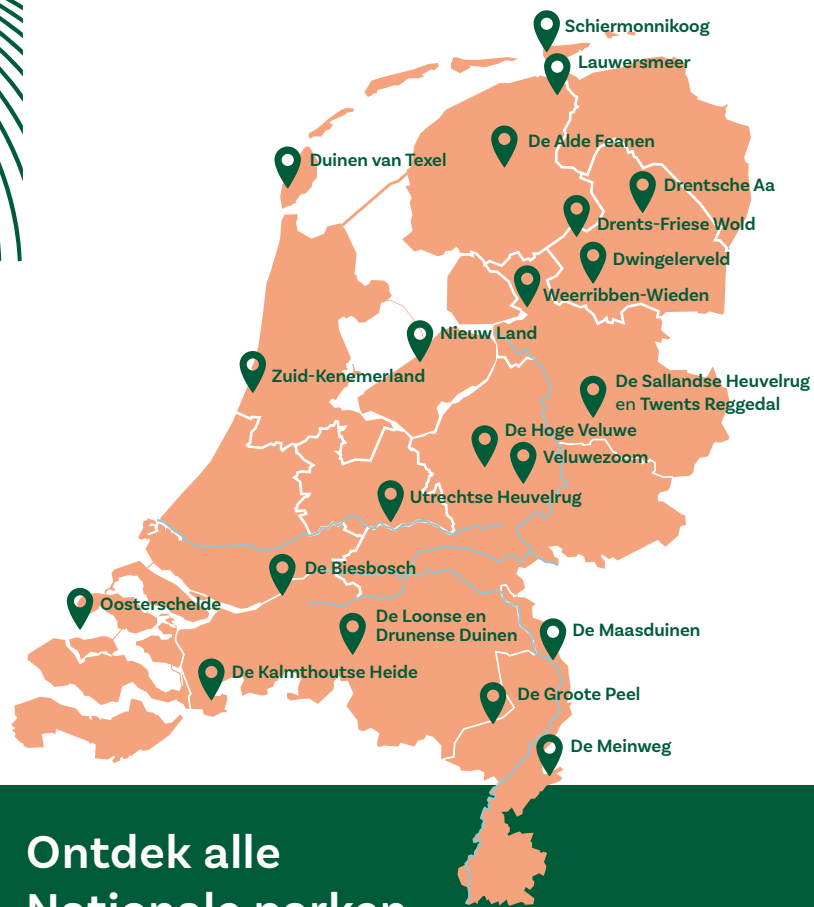 Schiermonnikoog
Lauwersmeer
De Alde Feanen
Duinen van Texel
Drentsche Aa
Drents-Friese Wold
Dwingelerveld
Weerribben-Wieden
Nieuw Land
Zuid-Kenemerland
De Sallandse Heuvelrug
en Twents Reggedal
De Hoge Veluwe
Veluwezoom
Utrechtse Heuvelrug
De Biesbosch
Oosterschelde
De Loonse en
Drunense Duinen
De Maasduinen
De Kalmthoutse Heide
De Groote Peel
De Meinweg
Ontdek alle
Nationale parken